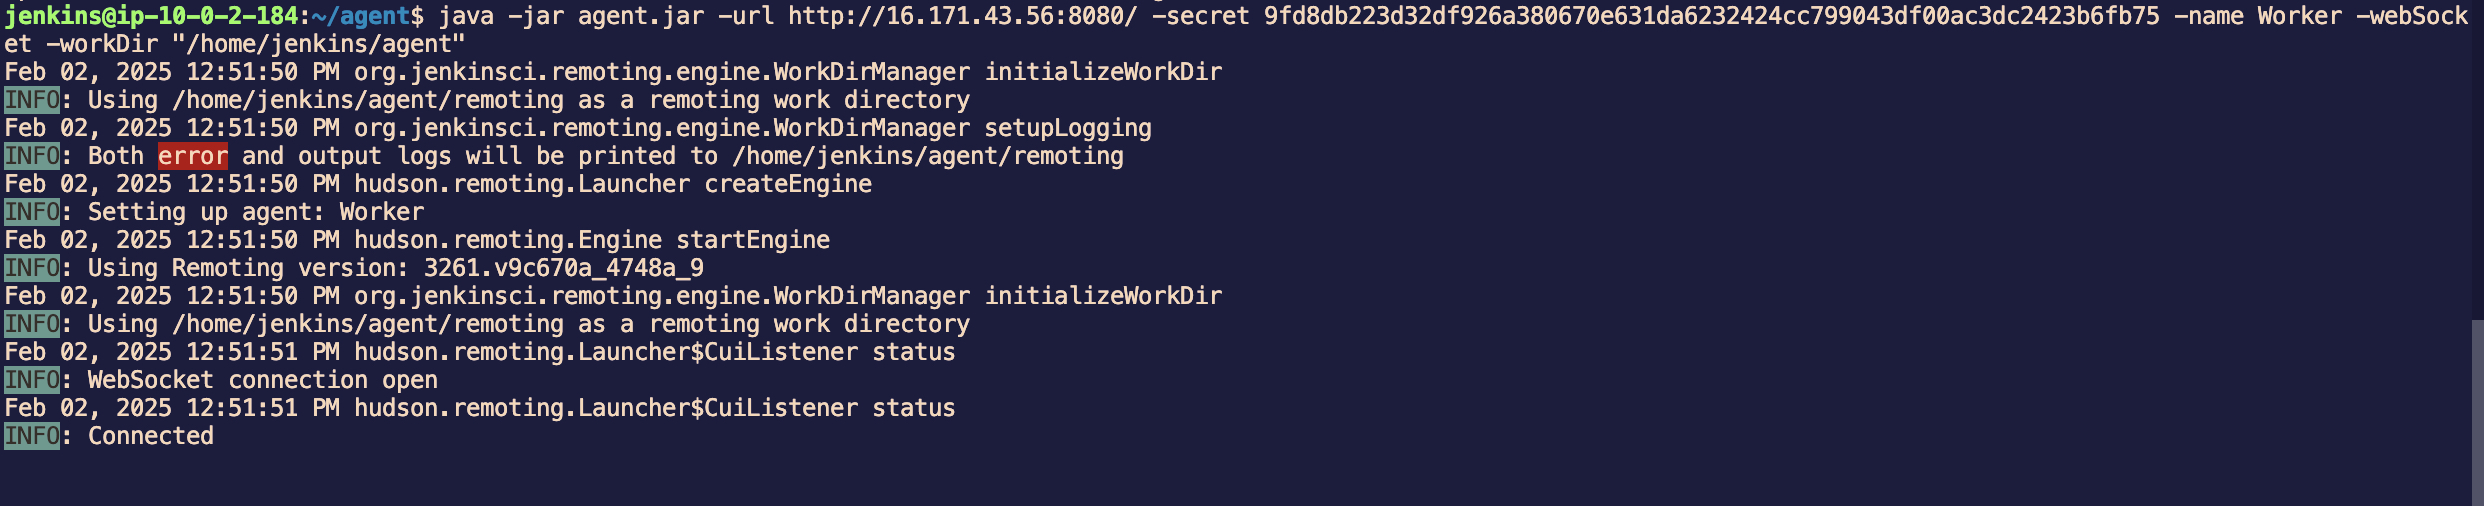 jenkins@ip-10-0-2-184:~/agent$ java -jar agent.jar -url http://16.171.43.56:8080/ -secret 9fd8db223d32df926a380670e631da6232424cc799043df00ac3dc2423b6fb75 -name Worker -webSock
et -workDir "/home/jenkins/agent"
Feb 02, 2025 12:51:50 PM org.jenkinsci.remoting.engine.WorkDirManager initializeWorkDir
INFO: Using /home/jenkins/agent/remoting as a remoting work directory
Feb 02, 2025 12:51:50 PM org.jenkinsci.remoting.engine.WorkDirManager setupLogging
INFO: Both error and output logs will be printed to /home/jenkins/agent/remoting
Feb 02, 2025 12:51:50 PM hudson.remoting.Launcher createEngine
INFO: Setting up agent: Worker
Feb 02, 2025 12:51:50 PM hudson.remoting.Engine startEngine
INFO: Using Remoting version: 3261.v9c670a_4748a_9
Feb 02, 2025 12:51:50 PM org.jenkinsci.remoting.engine.WorkDirManager initializeWorkDir
INFO: Using /home/jenkins/agent/remoting as a remoting work directory
Feb 02, 2025 12:51:51 PM hudson.remoting.Launcher$CuiListener status
INFO: WebSocket connection open
Feb 02, 2025 12:51:51 PM hudson.remoting.Launcher$CuiListener status
INFO: Connected